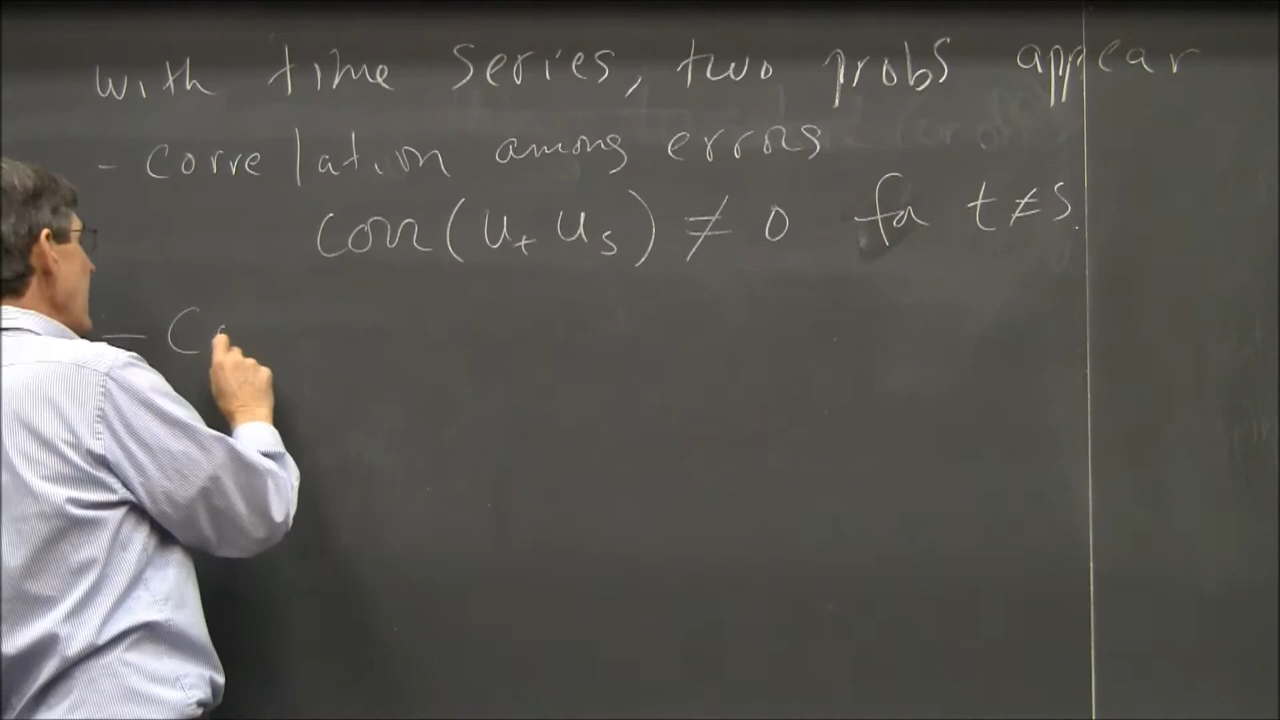 with time series, two probs appear
- correlation among errors
corr(u_t u_s) ≠ 0 for t≠s.
- C